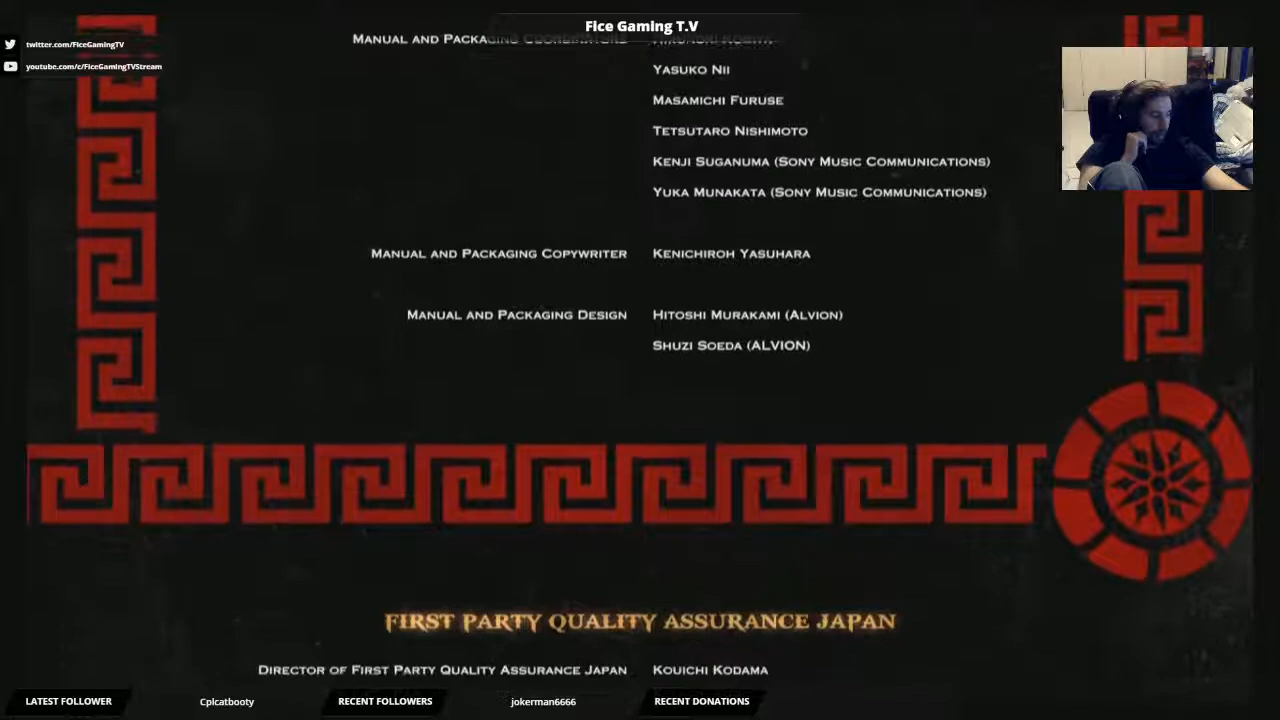 Fice Gaming T.V
twitter.com/FiceGamingTV
youtube.com/c/FiceGamingTVStream
Manual and Packaging Coordinators
Yasuko Nii
Masamichi Furuse
Tetsutaro Nishimoto
Kenji Suganuma (Sony Music Communications)
Yuka Munakata (Sony Music Communications)
Manual and Packaging Copywriter Kenichiroh Yasuhara
Manual and Packaging Design Hitoshi Murakami (Alvion)
Shuzi Soeda (ALVION)
FIRST PARTY QUALITY ASSURANCE JAPAN
Director of First Party Quality Assurance Japan Kouichi Kodama
LATEST FOLLOWER Cplcatbooty RECENT FOLLOWERS jokerman6666 RECENT DONATIONS